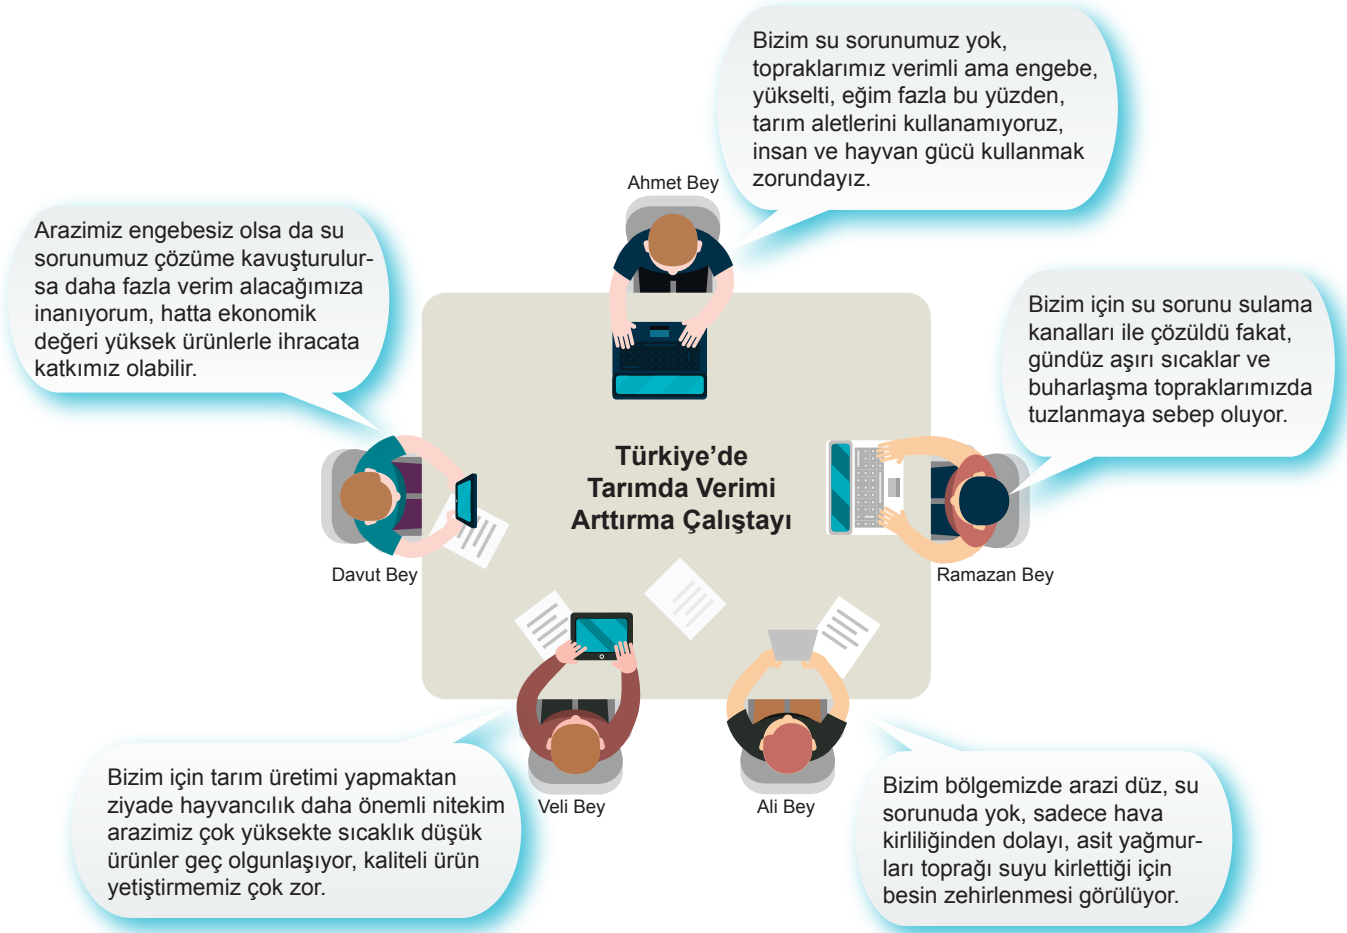 Bizim su sorunumuz yok,
topraklarımız verimli ama engebe,
yükselti, eğim fazla bu yüzden,
tarım aletlerini kullanamıyoruz,
insan ve hayvan gücü kullanmak
zorundayız.
Ahmet Bey
Arazimiz engebesiz olsa da su
sorunumuz çözüme kavuşturulur-
sa daha fazla verim alacağımıza
inanıyorum, hatta ekonomik
değeri yüksek ürünlerle ihracata
katkımız olabilir.
Davut Bey
Bizim için su sorunu sulama
kanalları ile çözüldü fakat,
gündüz aşırı sıcaklar ve
buharlaşma topraklarımızda
tuzlanmaya sebep oluyor.
Ramazan Bey
Türkiye’de
Tarımda Verimi
Arttırma Çalıştayı
Bizim için tarım üretimi yapmaktan
ziyade hayvancılık daha önemli nitekim
arazimiz çok yüksekte sıcaklık düşük
ürünler geç olgunlaşıyor, kaliteli ürün
yetiştirmemiz çok zor.
Veli Bey
Ali Bey
Bizim bölgemizde arazi düz, su
sorunuda yok, sadece hava
kirliliğinden dolayı, asit yağmur-
ları toprağı suyu kirlettiği için
besin zehirlenmesi görülüyor.